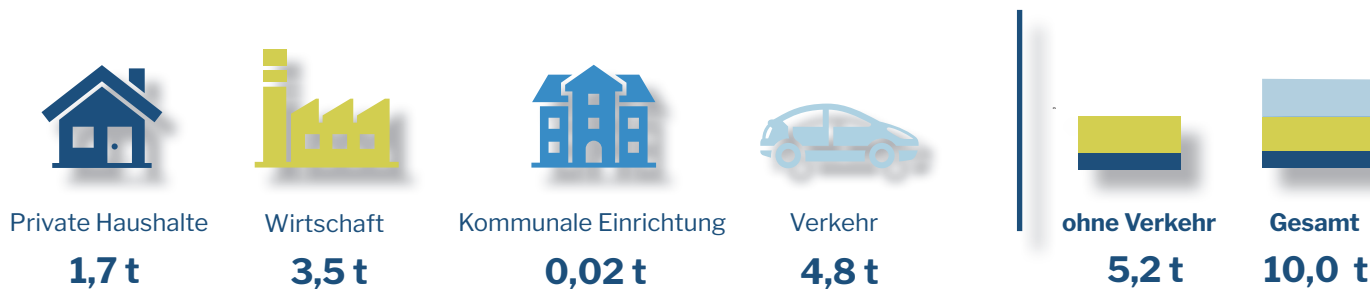 Private Haushalte
1,7 t
Wirtschaft
3,5 t
Kommunale Einrichtung
0,02 t
Verkehr
4,8 t
ohne Verkehr
5,2 t
Gesamt
10,0 t